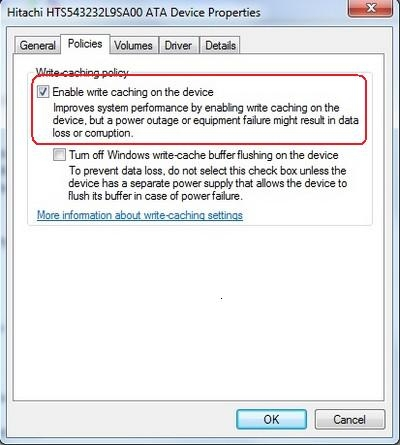 Hitachi HTS543232L9SA00 ATA Device Properties
General Policies Volumes Driver Details
Write-caching policy
Enable write caching on the device
Improves system perfomance by enabling write caching on the
device, but a power outage or equipment failure might result in data
loss or corruption.
Turn off Windows write-cache buffer flushing on the device
To prevent data loss, do not select this check box unless the
device has a separate power supply that allows the device to
flush its buffer in case of power failure.
More information about write-caching settings
OK Cancel